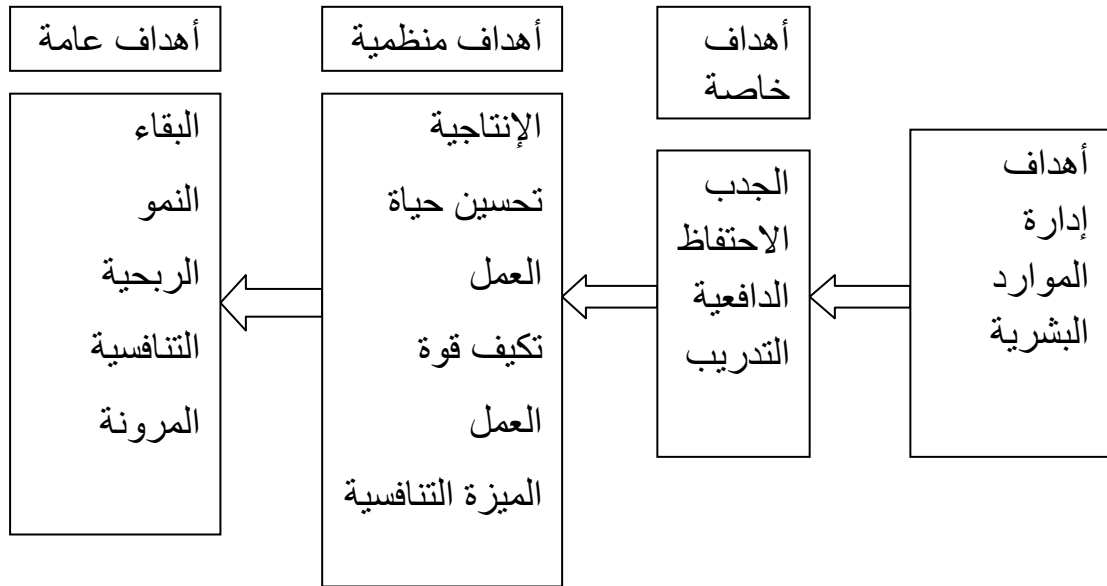 أهداف
إدارة
الموارد
البشرية
أهداف
خاصة
الجدب
الاحتفاظ
الدافعية
التدريب
أهداف منظمية
الإنتاجية
تحسين حياة
العمل
تكيف قوة
العمل
الميزة التنافسية
أهداف عامة
البقاء
النمو
الربحية
التنافسية
المرونة